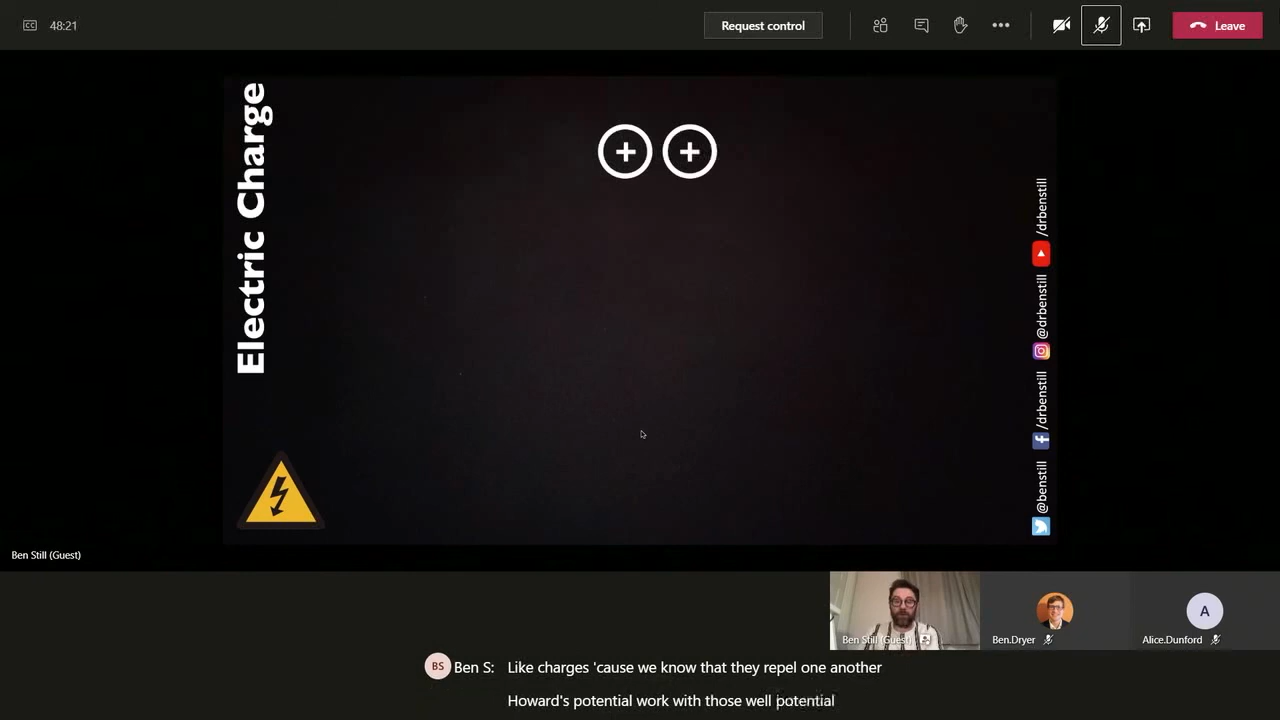 48:21
Request control
Leave
Electric Charge
+ +
/drbenstill
@drbenstill
/drbenstill
@benstill
Ben Still (Guest)
Ben Still (Guest)
Ben.Dryer
A
Alice.Dunford
BS Ben S: Like charges 'cause we know that they repel one another
Howard's potential work with those well potential